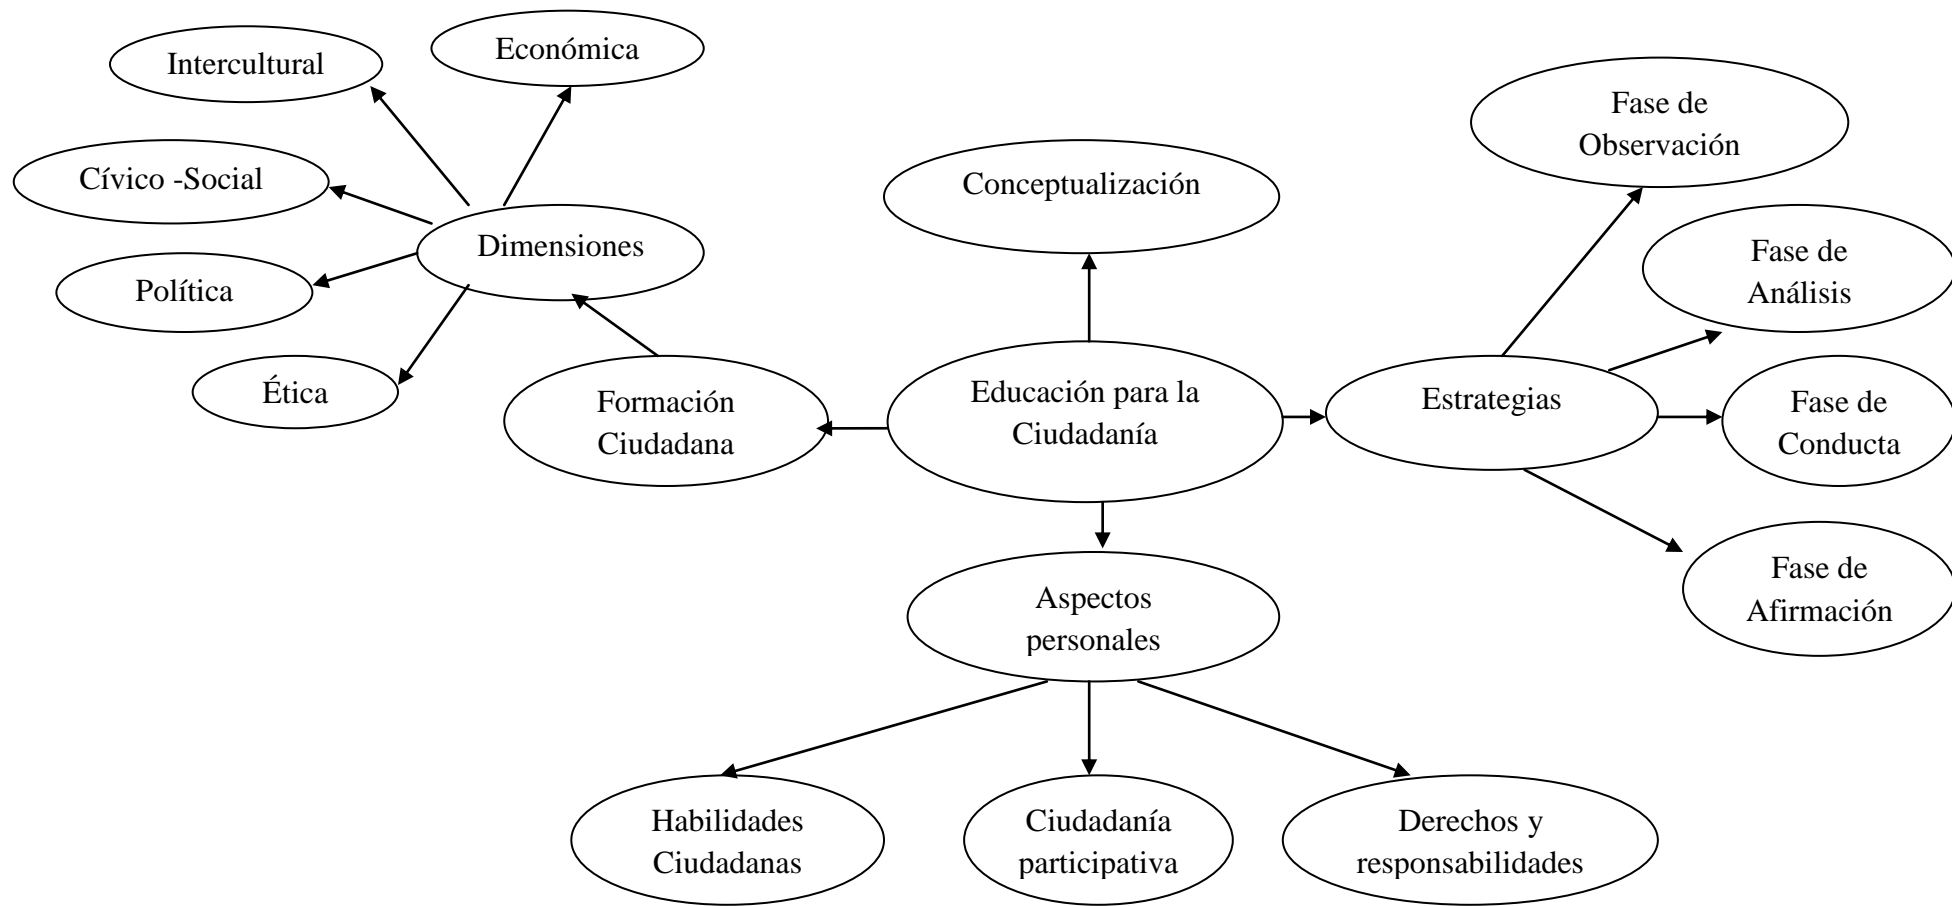 Intercultural
Económica
Cívico -Social
Dimensiones
Política
Ética
Formación
Ciudadana
Conceptualización
Educación para la
Ciudadanía
Estrategias
Fase de
Observación
Fase de
Análisis
Fase de
Conducta
Fase de
Afirmación
Aspectos
personales
Habilidades
Ciudadanas
Ciudadanía
participativa
Derechos y
responsabilidades